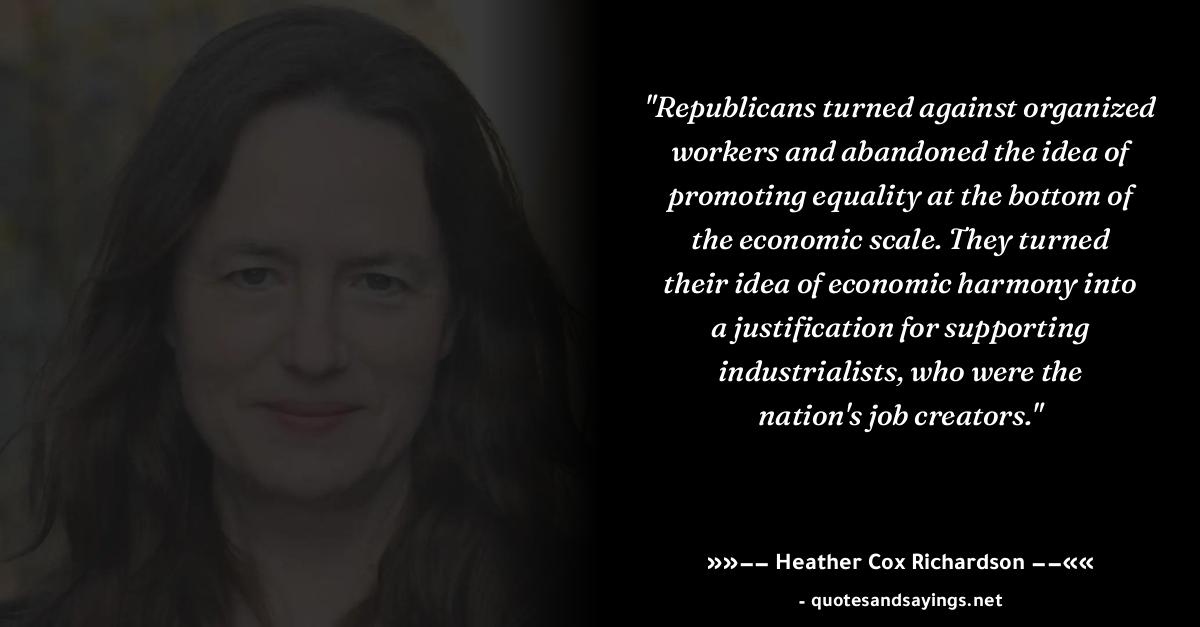 "Republicans turned against organized
workers and abandoned the idea of
promoting equality at the bottom of
the economic scale. They turned
their idea of economic harmony into
a justification for supporting
industrialists, who were the
nation's job creators."
»»–– Heather Cox Richardson ––««
- quotesandsayings.net